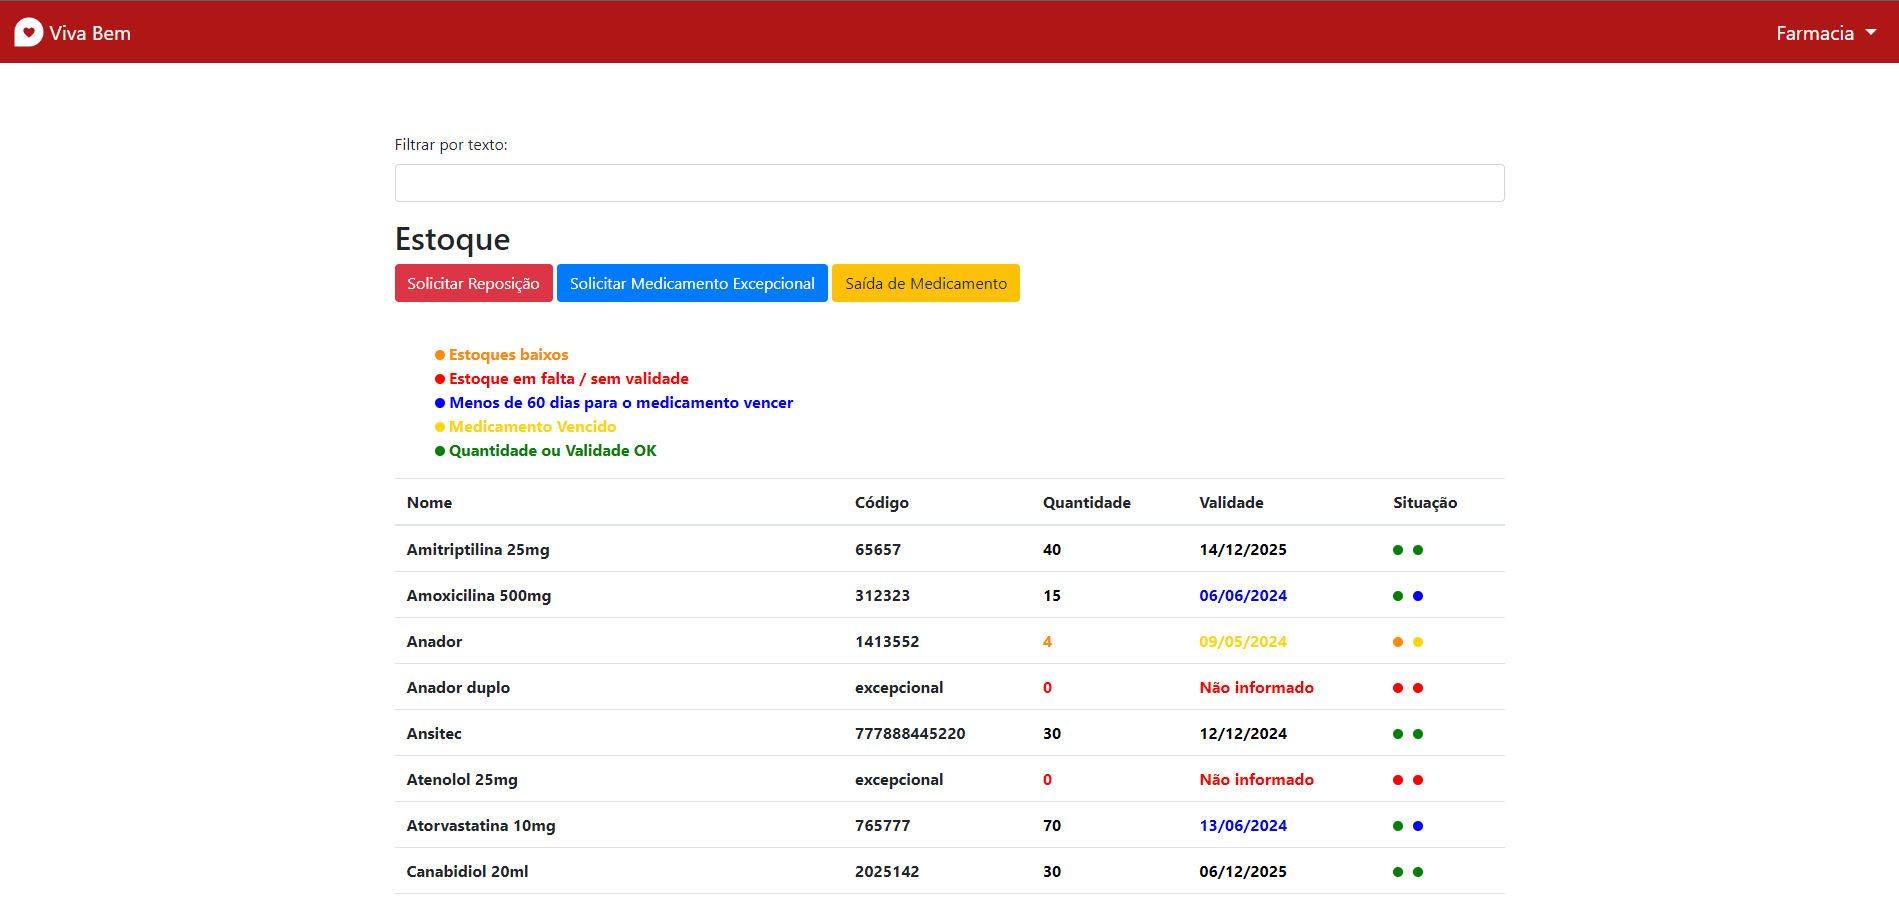 Viva Bem
Farmacia
Filtrar por texto:
Estoque
Solicitar Reposição Solicitar Medicamento Excepcional Saída de Medicamento
Estoques baixos
Estoque em falta / sem validade
Menos de 60 dias para o medicamento vencer
Medicamento Vencido
Quantidade ou Validade OK
Nome Código Quantidade Validade Situação
Amitriptilina 25mg 65657 40 14/12/2025
Amoxicilina 500mg 312323 15 06/06/2024
Anador 1413552 4 09/05/2024
Anador duplo excepcional 0 Não informado
Ansitec 777888445220 30 12/12/2024
Atenolol 25mg excepcional 0 Não informado
Atorvastatina 10mg 765777 70 13/06/2024
Canabidiol 20ml 2025142 30 06/12/2025